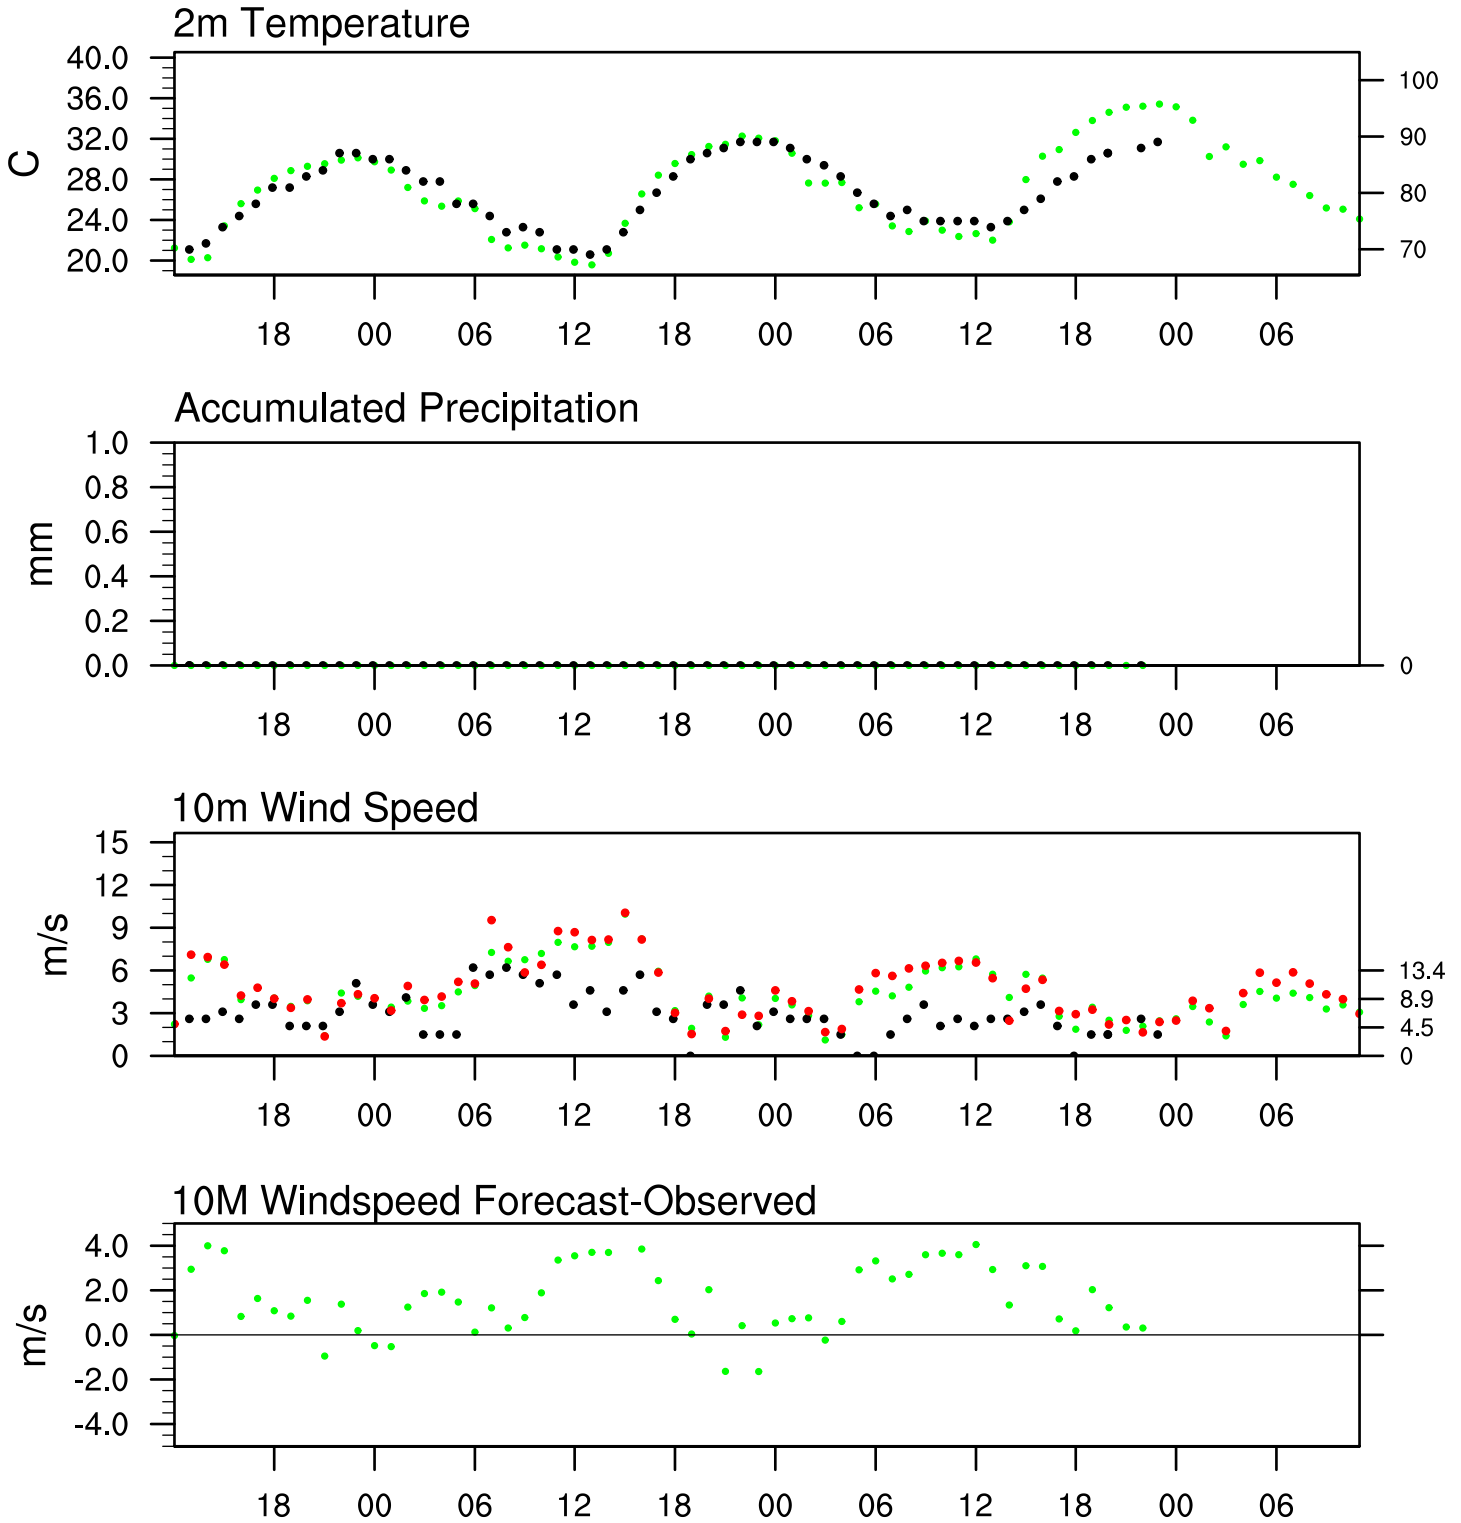 2m Temperature
40.0
36.0
32.0
28.0
24.0
20.0
C
100
90
80
70
18 00 06 12 18 00 06 12 18 00 06
Accumulated Precipitation
1.0
0.8
0.6
0.4
0.2
0.0
mm
0
18 00 06 12 18 00 06 12 18 00 06
10m Wind Speed
15
12
9
6
3
0
m/s
13.4
8.9
4.5
0
18 00 06 12 18 00 06 12 18 00 06
10M Windspeed Forecast-Observed
4.0
2.0
0.0
-2.0
-4.0
m/s
18 00 06 12 18 00 06 12 18 00 06